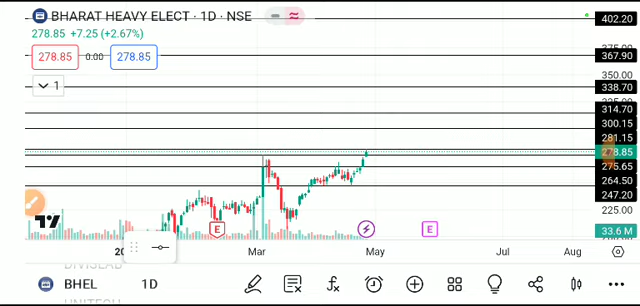 BHARAT HEAVY ELECT · 1D · NSE
278.85 +7.25 (+2.67%)
278.85 0.00 278.85
1
402.20
367.90
350.00
338.70
314.70
300.15
281.15
278.85
275.65
264.50
247.20
225.00
33.6 M
E
E
Mar May Jul Aug
DIVISLAB
BHEL 1D